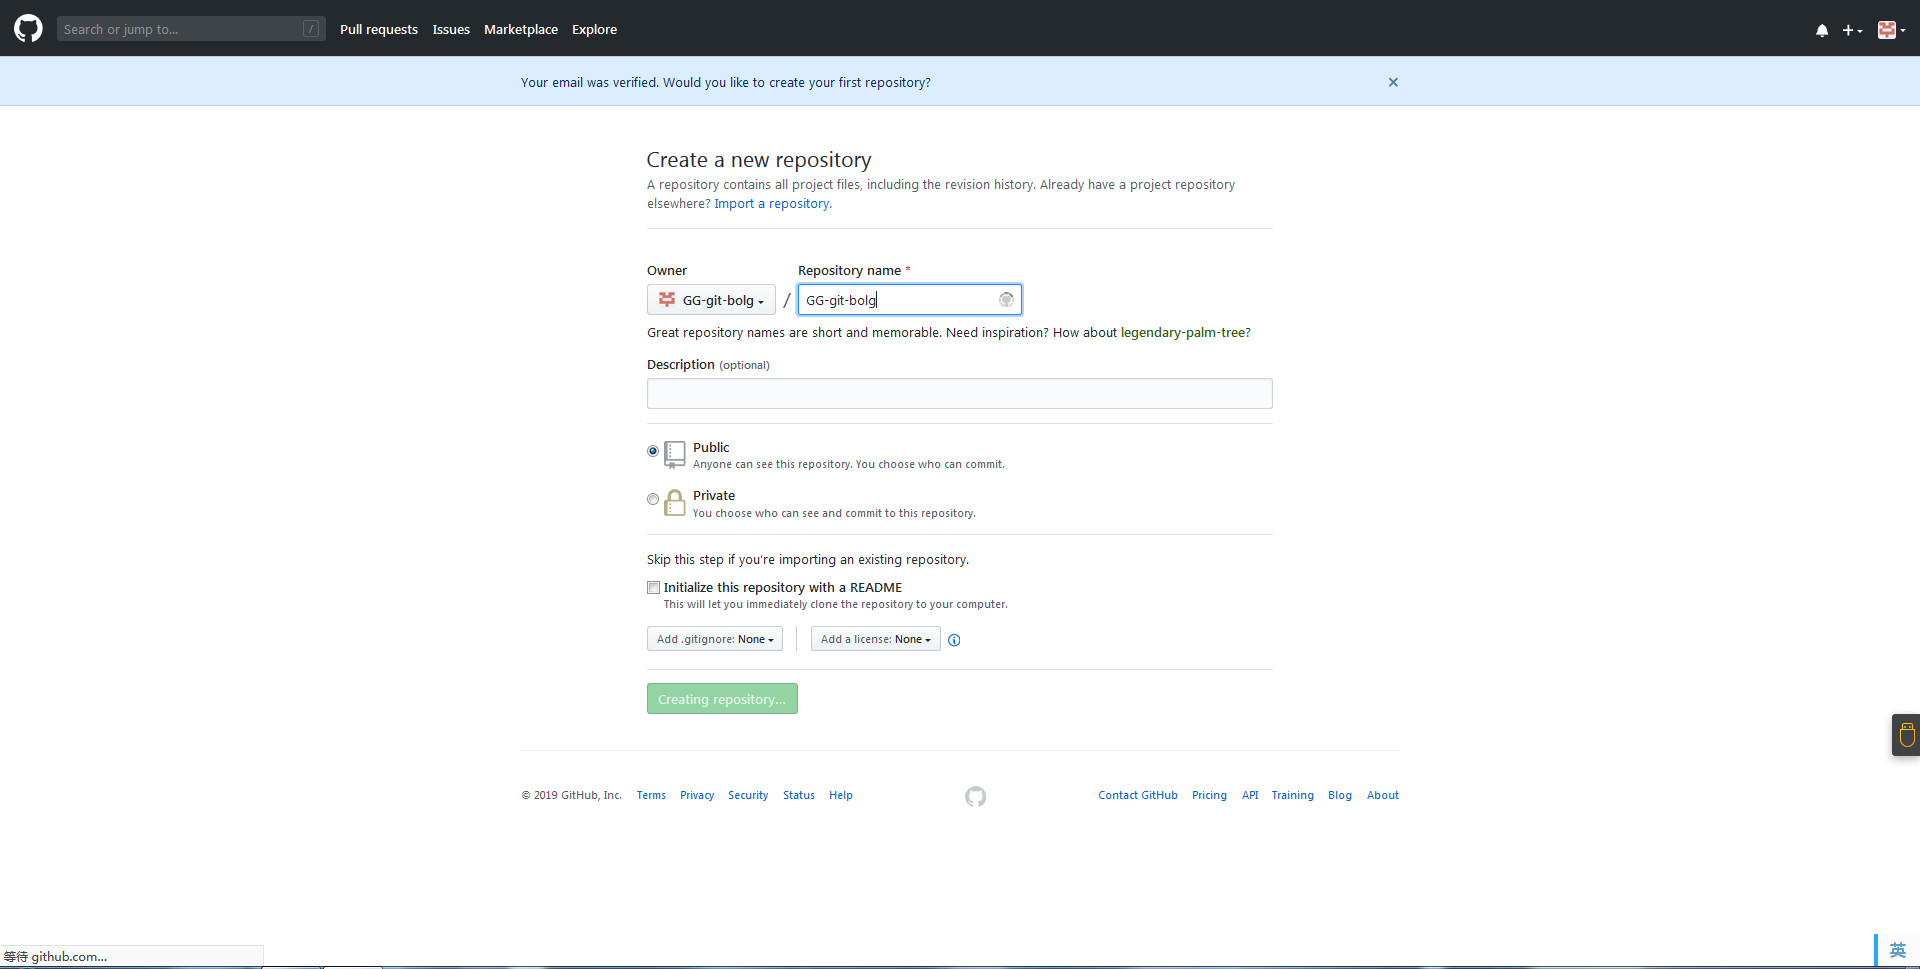 Search or jump to... /
Pull requests Issues Marketplace Explore
Your email was verified. Would you like to create your first repository?
Create a new repository
A repository contains all project files, including the revision history. Already have a project repository
elsewhere? Import a repository.
Owner Repository name *
GG-git-bolg / GG-git-bolg
Great repository names are short and memorable. Need inspiration? How about legendary-palm-tree?
Description (optional)
Public
Anyone can see this repository. You choose who can commit.
Private
You choose who can see and commit to this repository.
Skip this step if you're importing an existing repository.
Initialize this repository with a README
This will let you immediately clone the repository to your computer.
Add .gitignore: None Add a license: None
Creating repository...
© 2019 GitHub, Inc. Terms Privacy Security Status Help Contact GitHub Pricing API Training Blog About
等待 github.com...
英